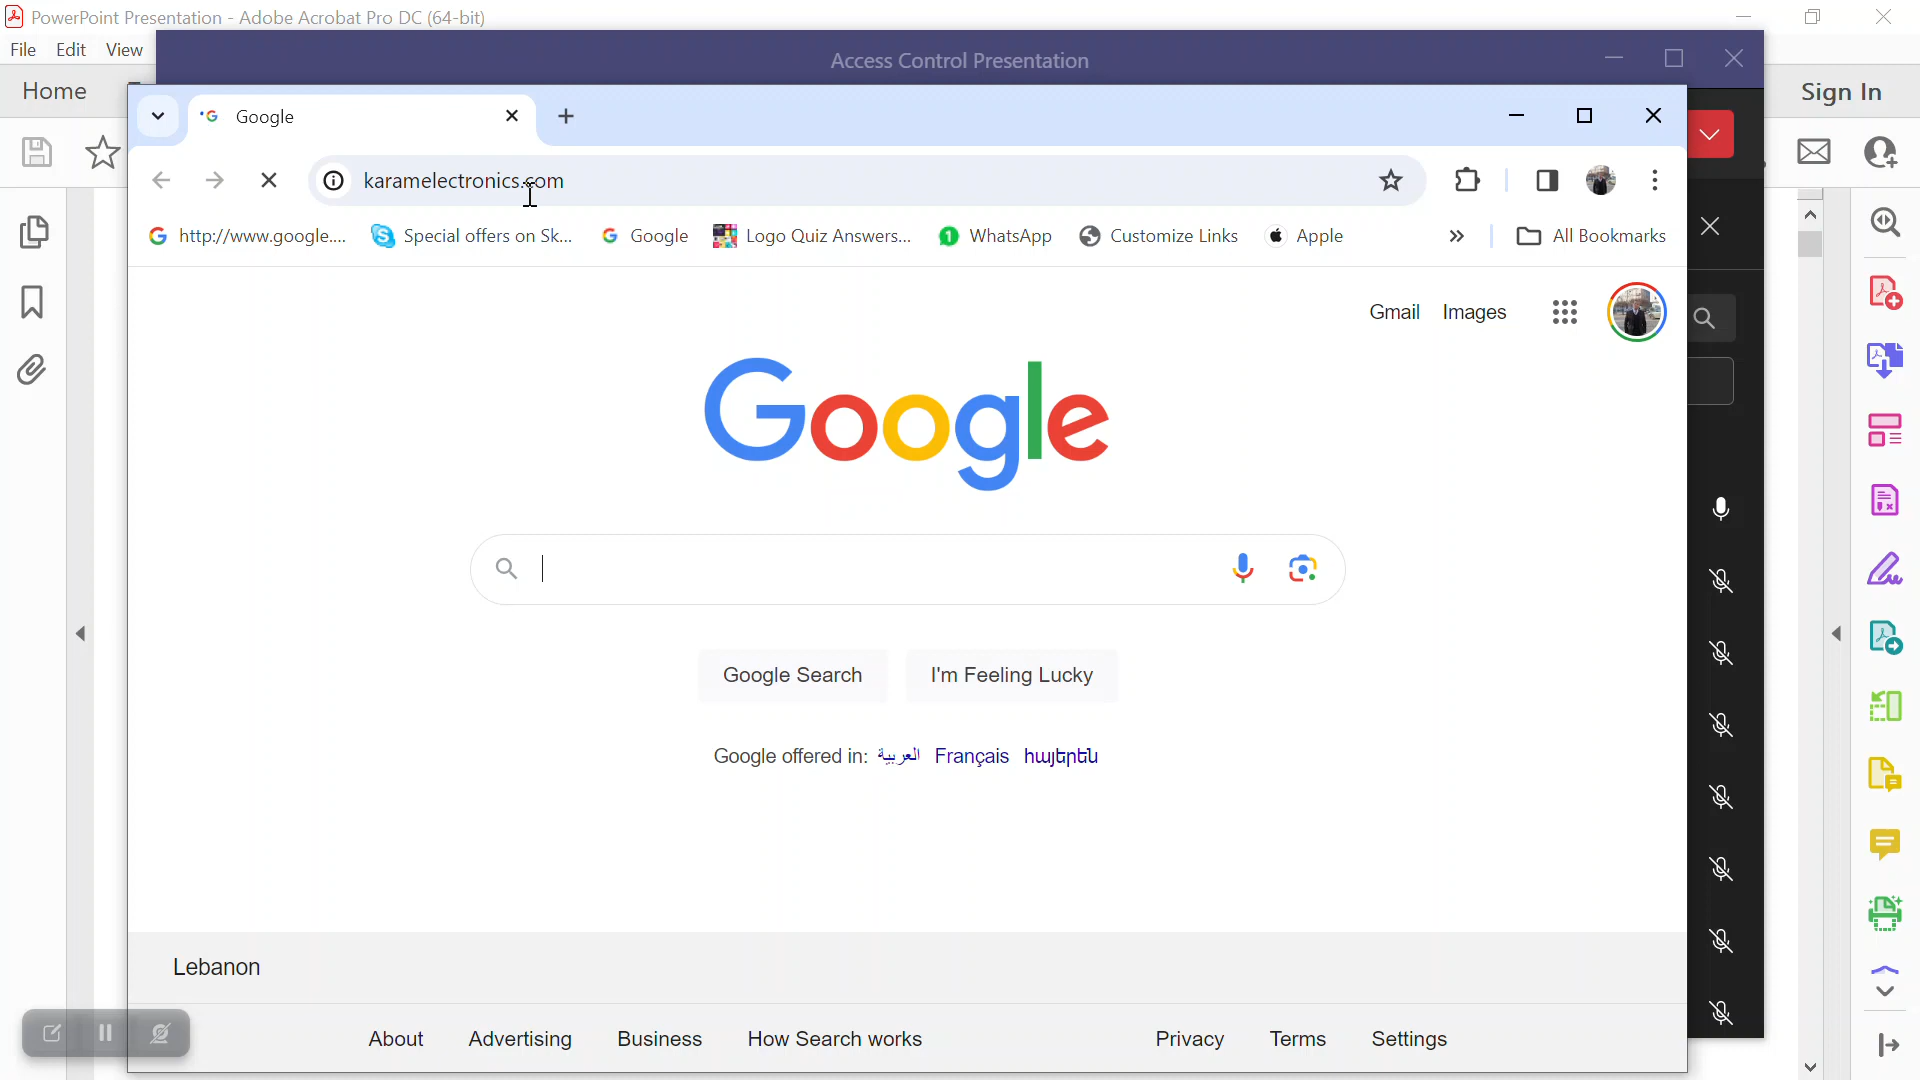 PowerPoint Presentation - Adobe Acrobat Pro DC (64-bit)
File Edit View
Access Control Presentation
Home
Sign In
Google
karamelectronics.com
http://www.google....
Special offers on Sk...
Google
Logo Quiz Answers...
WhatsApp
Customize Links
Apple
All Bookmarks
Gmail Images
Google
Google Search
I'm Feeling Lucky
Google offered in: العربية Français հայերեն
Lebanon
About Advertising Business How Search works Privacy Terms Settings